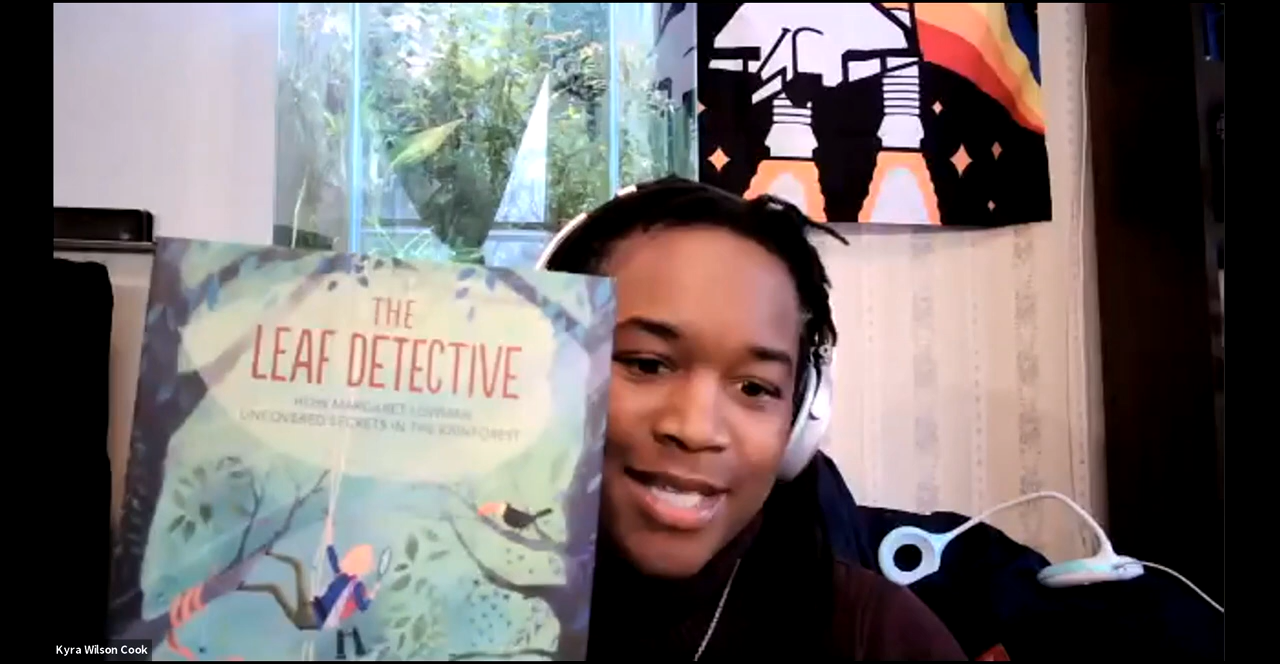 THE
LEAF DETECTIVE
HOW MARGARET LOWMAN
UNCOVERED SECRETS IN THE RAINFOREST
Kyra Wilson Cook